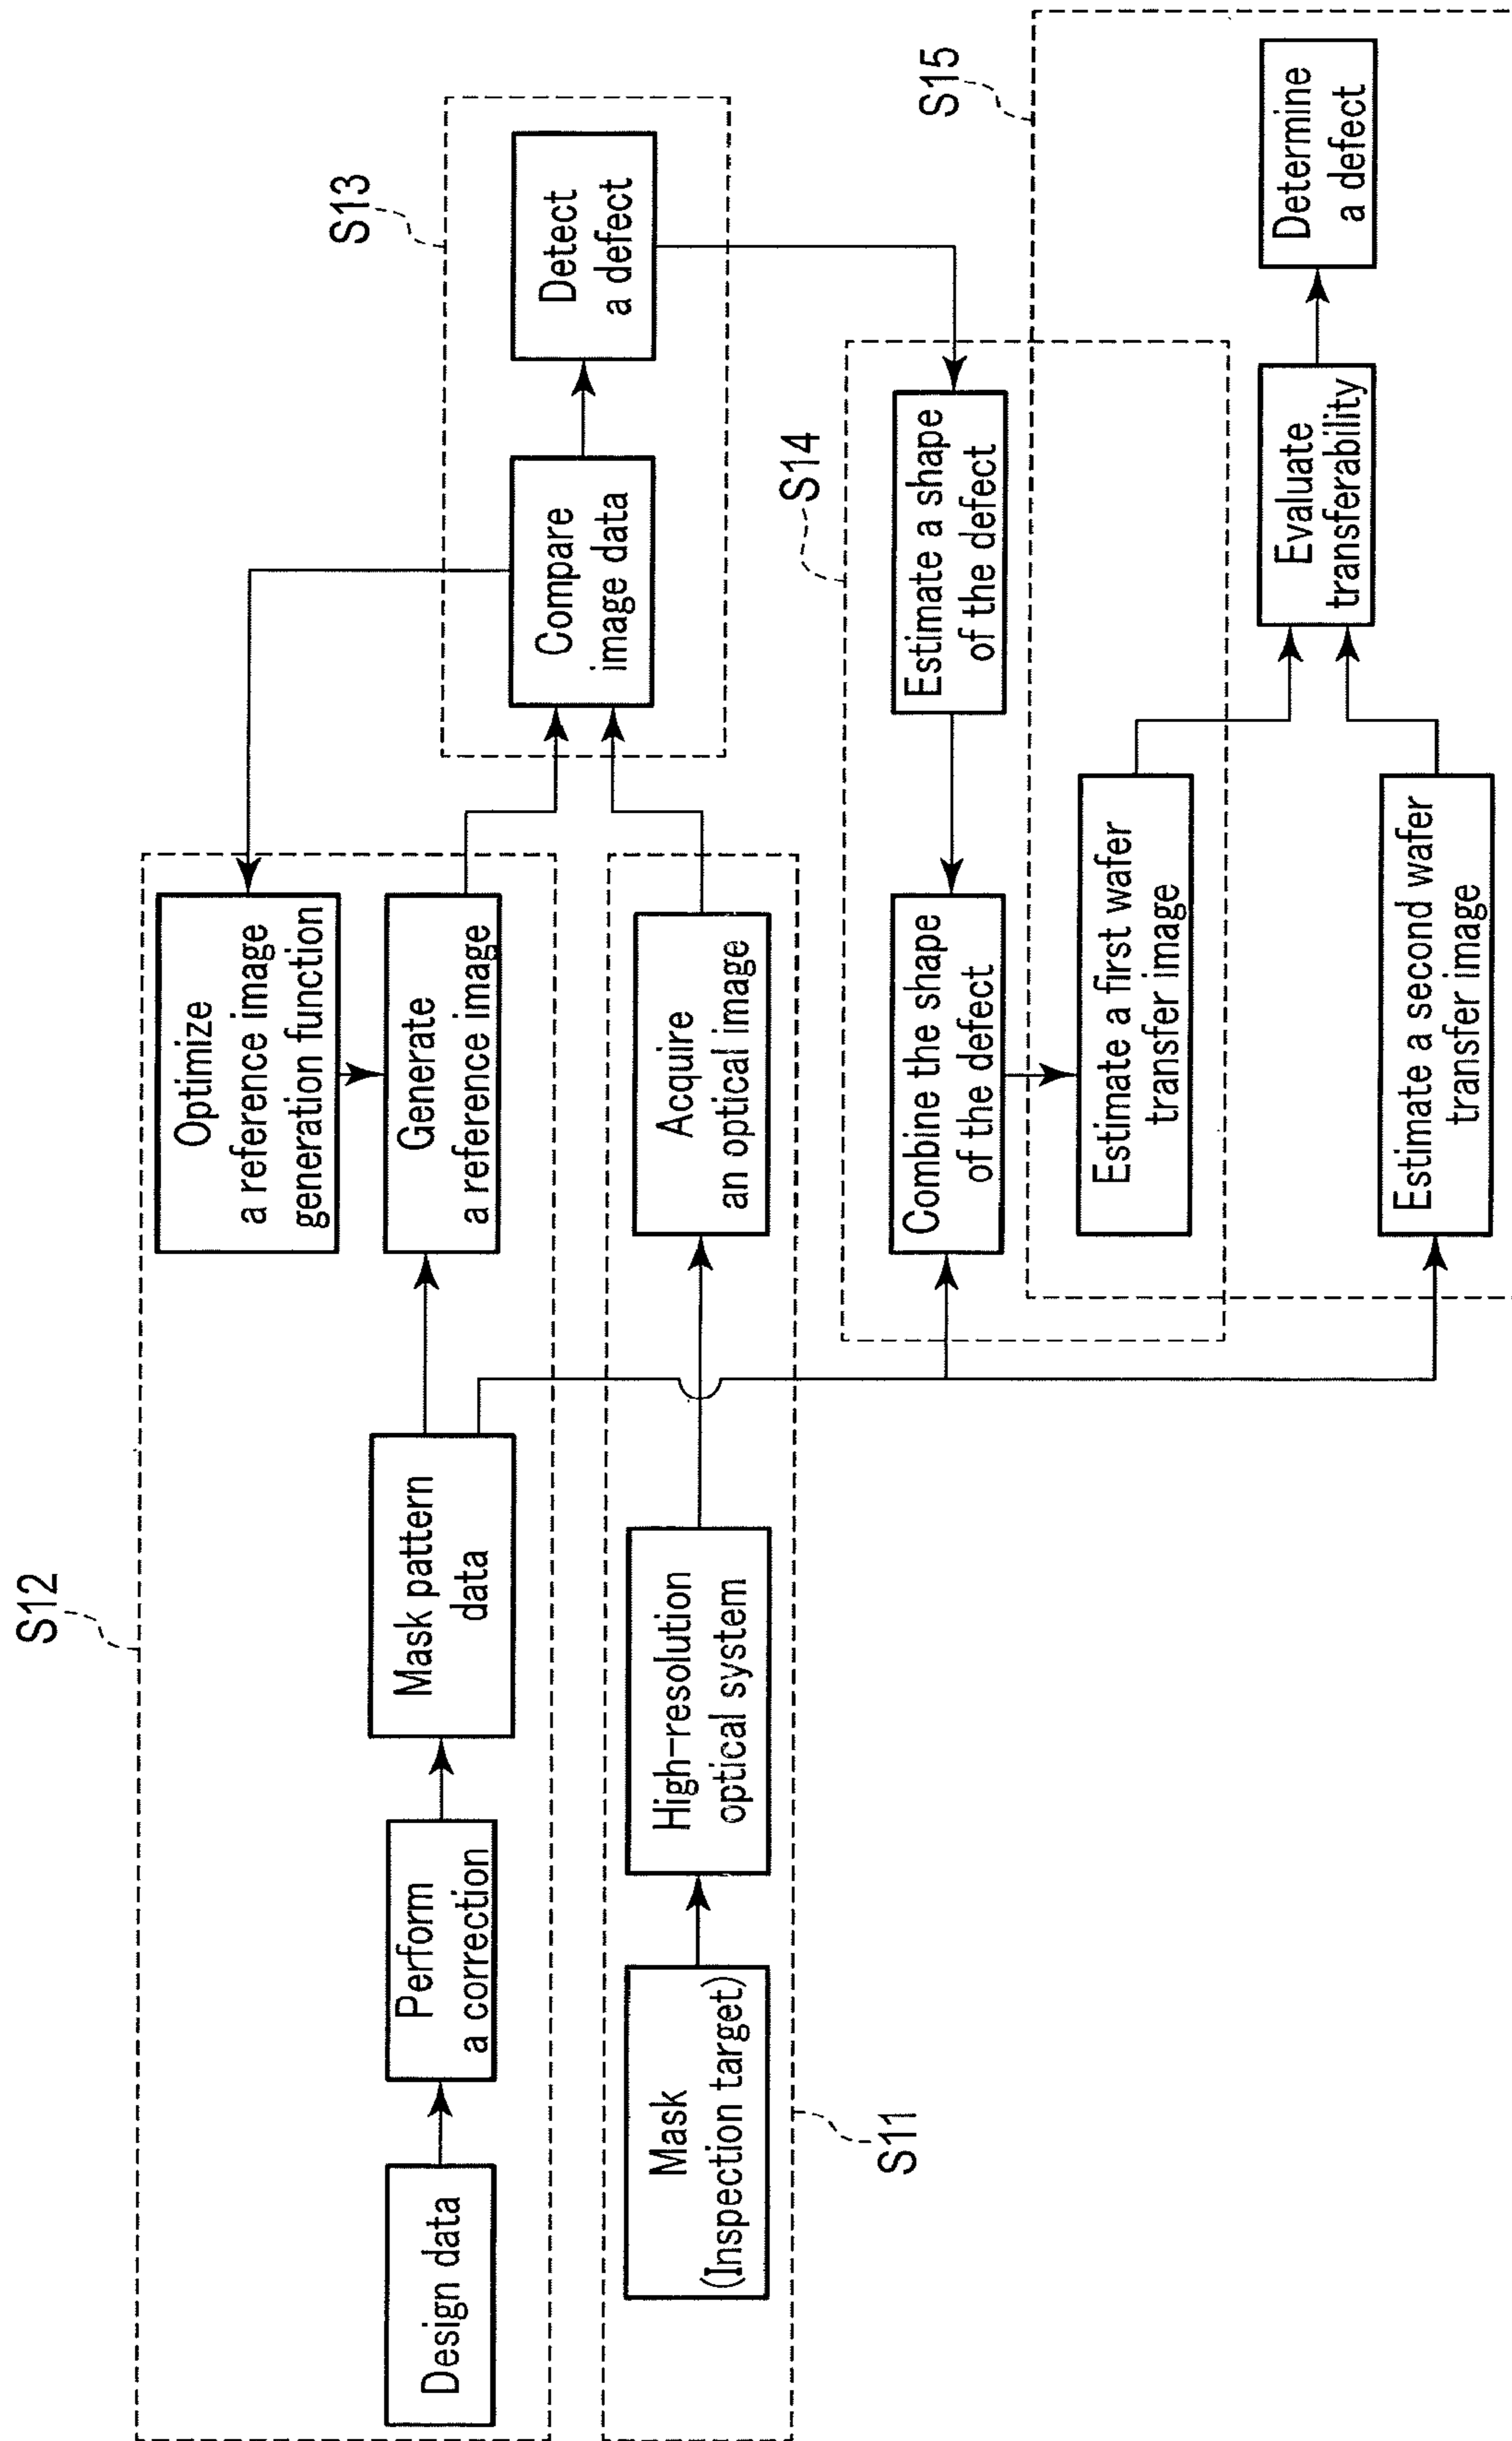 S12
Design data
Perform
a correction
Mask pattern
data
Optimize
a reference image
generation function
Generate
a reference image
S11
Mask
(Inspection target)
High-resolution
optical system
Acquire
an optical image
S13
Compare
image data
Detect
a defect
S14
Estimate a shape
of the defect
Combine the shape
of the defect
Estimate a first wafer
transfer image
S15
Estimate a second wafer
transfer image
Evaluate
transferability
Determine
a defect